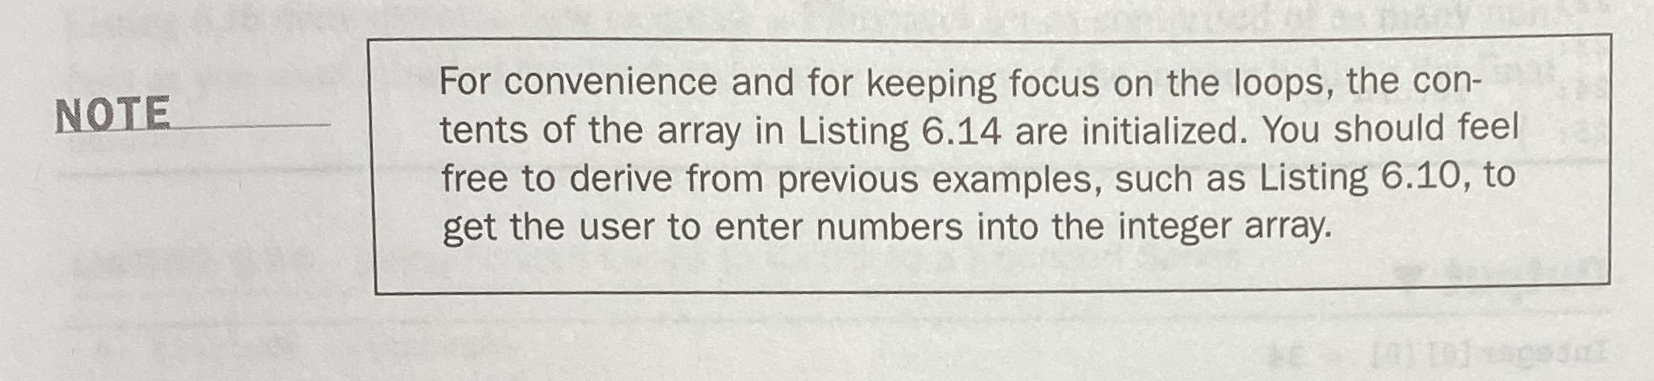 NOTE
For convenience and for keeping focus on the loops, the con-
tents of the array in Listing 6.14 are initialized. You should feel
free to derive from previous examples, such as Listing 6.10, to
get the user to enter numbers into the integer array.